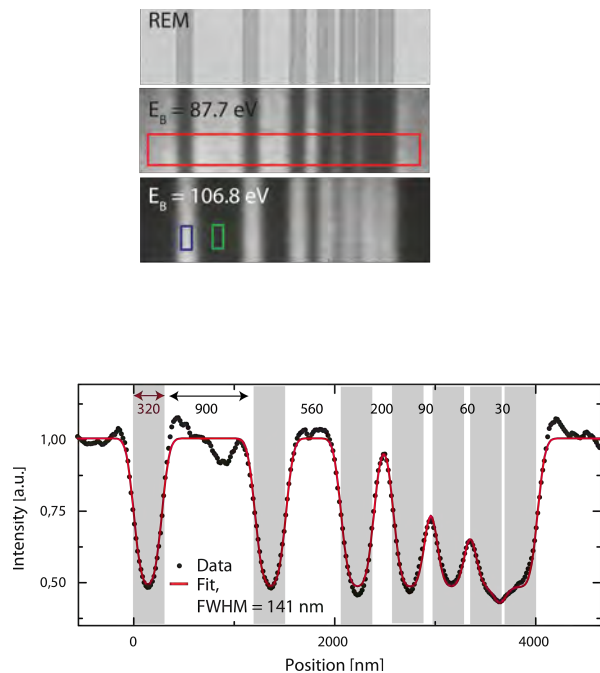 REM
E_B = 87.7 eV
E_B = 106.8 eV
320 900 560 200 90 60 30
1,00
0,75
0,50
Intensity [a.u.]
Data
Fit,
FWHM = 141 nm
0 2000 4000
Position [nm]